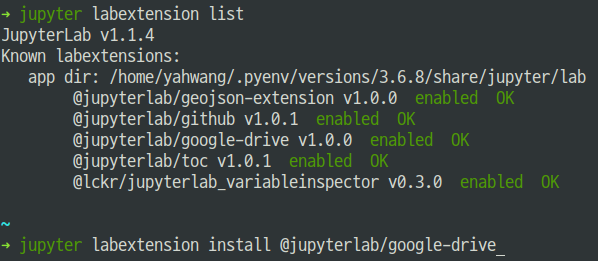 → jupyter labextension list
JupyterLab v1.1.4
Known labextensions:
   app dir: /home/yahwang/.pyenv/versions/3.6.8/share/jupyter/lab
        @jupyterlab/geojson-extension v1.0.0  enabled  OK
        @jupyterlab/github v1.0.1  enabled  OK
        @jupyterlab/google-drive v1.0.0  enabled  OK
        @jupyterlab/toc v1.0.1  enabled  OK
        @lckr/jupyterlab_variableinspector v0.3.0  enabled  OK
~
→ jupyter labextension install @jupyterlab/google-drive_